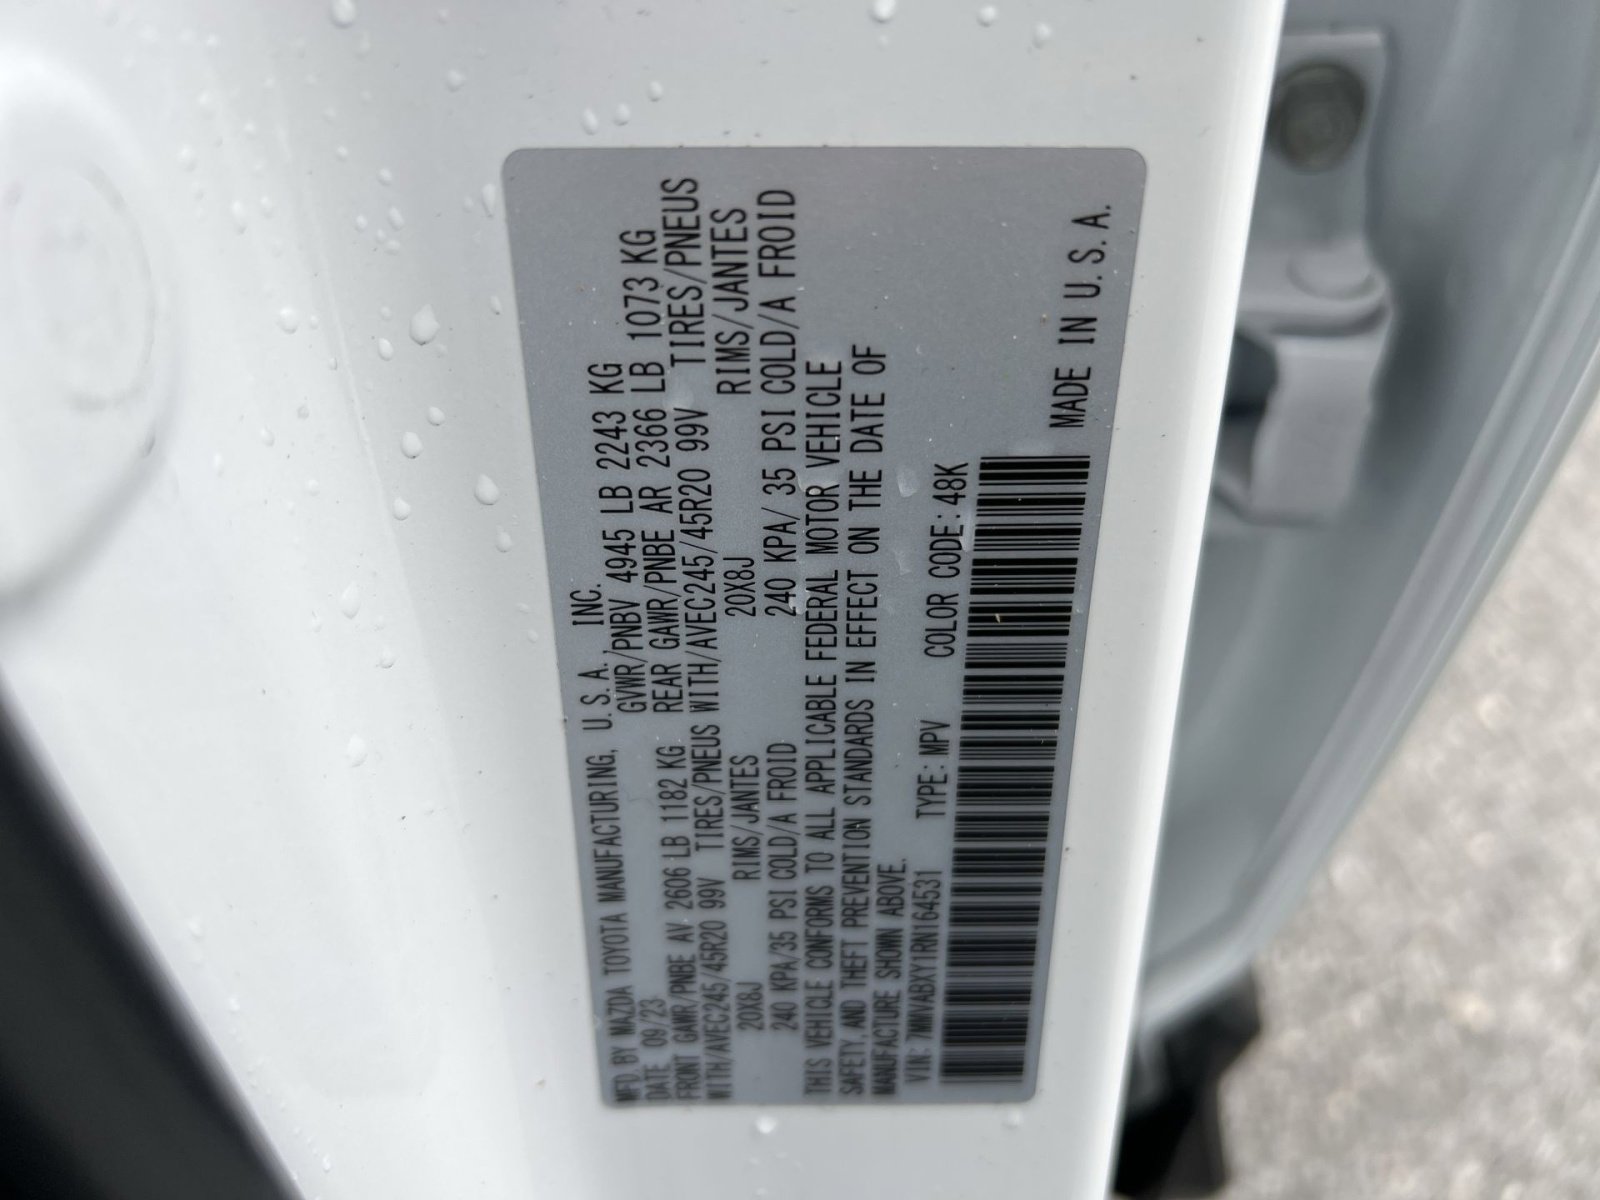 MFD. BY MAZDA TOYOTA MANUFACTURING, U.S.A., INC.
DATE 09/23 GVWR/PNBV 4945 LB 2243 KG
FRONT GAWR/PNBE AV 2606 LB 1182 KG REAR GAWR/PNBE AR 2366 LB 1073 KG
WITH/AVEC245/45R20 99V TIRES/PNEUS WITH/AVEC245/45R20 99V TIRES/PNEUS
20X8J RIMS/JANTES 20X8J RIMS/JANTES
240 KPA/35 PSI COLD/A FROID 240 KPA/ 35 PSI COLD/A FROID
THIS VEHICLE CONFORMS TO ALL APPLICABLE FEDERAL MOTOR VEHICLE
SAFETY, AND THEFT PREVENTION STANDARDS IN EFFECT ON THE DATE OF
MANUFACTURE SHOWN ABOVE.
VIN: 7MMVABXY1RN164531 TYPE: MPV COLOR CODE: 48K
MADE IN U.S.A.